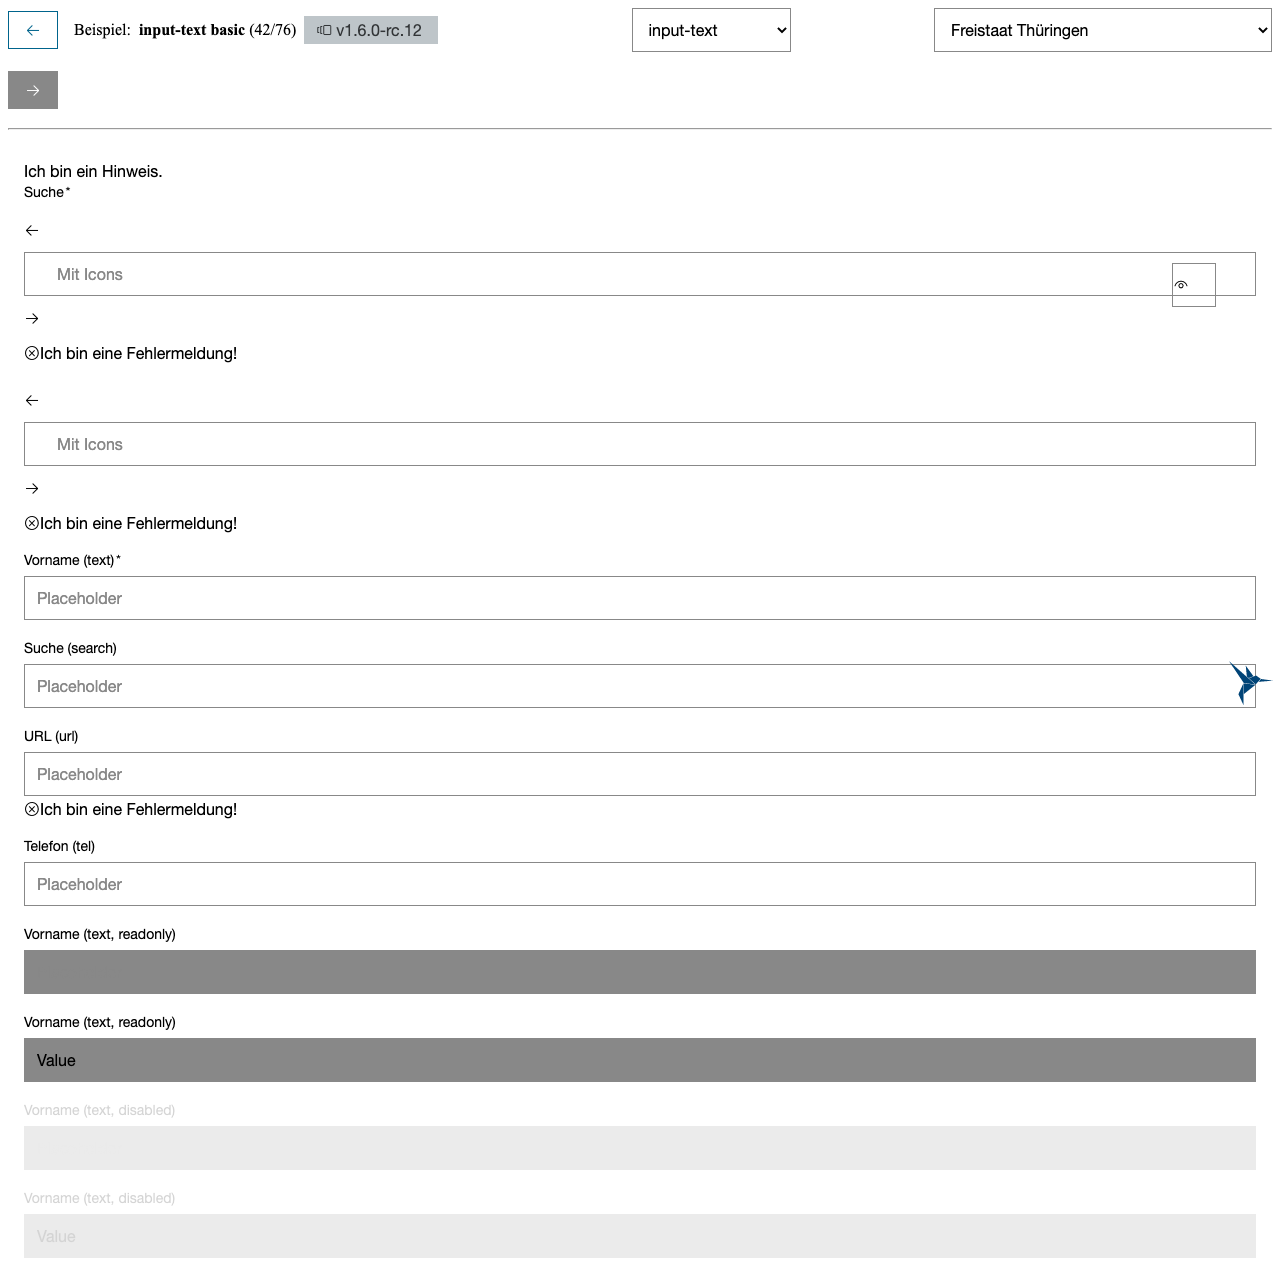 Beispiel: input-text basic (42/76) v1.6.0-rc.12 input-text Freistaat Thüringen
Ich bin ein Hinweis.
Suche*
Mit Icons
Ich bin eine Fehlermeldung!
Mit Icons
Ich bin eine Fehlermeldung!
Vorname (text)*
Placeholder
Suche (search)
Placeholder
URL (url)
Placeholder
Ich bin eine Fehlermeldung!
Telefon (tel)
Placeholder
Vorname (text, readonly)
Vorname (text, readonly)
Value
Vorname (text, disabled)
Vorname (text, disabled)
Value